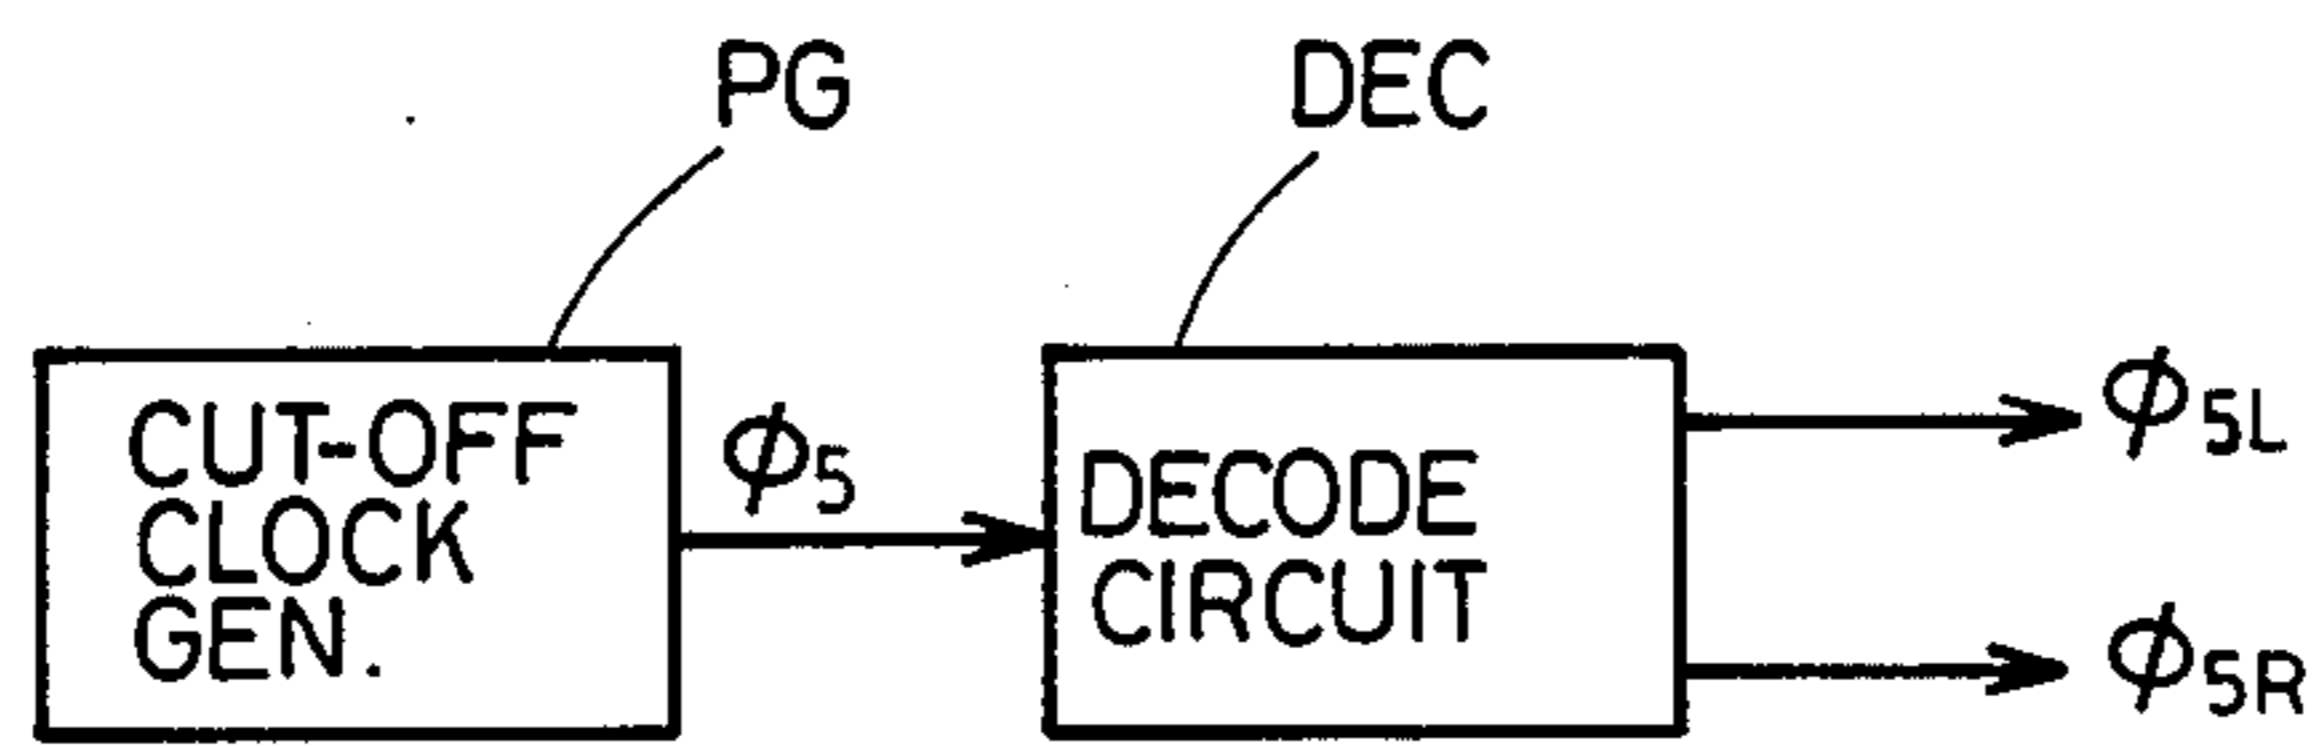 PG
DEC
CUT-OFF
CLOCK
GEN.
ϕ5
DECODE
CIRCUIT
ϕ5L
ϕ5R